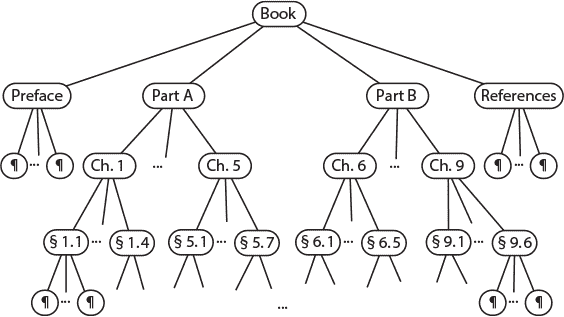 Book
Preface Part A Part B References
¶ ... ¶ Ch. 1 ... Ch. 5 Ch. 6 ... Ch. 9 ¶ ... ¶
§ 1.1 ... § 1.4 § 5.1 ... § 5.7 § 6.1 ... § 6.5 § 9.1 ... § 9.6
¶ ... ¶ ... ¶ ... ¶